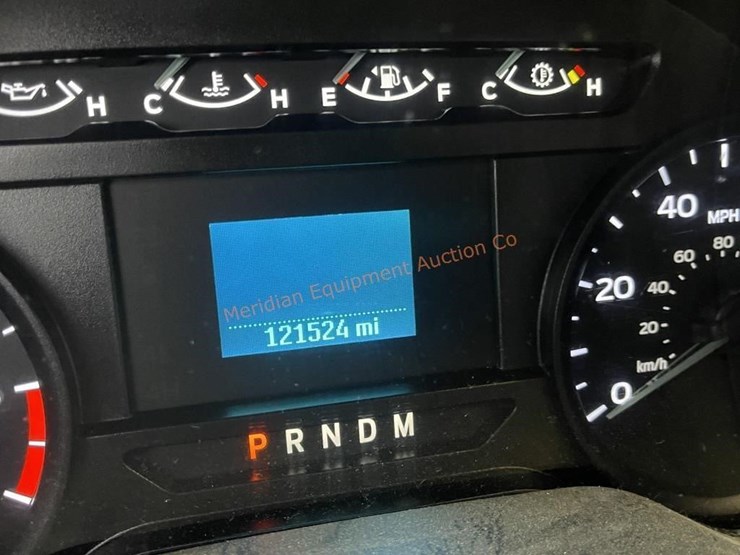 H C H E F C H
40 MPH
60 80
20 40
20
km/h
0
Meridian Equipment Auction Co
121524 mi
P R N D M